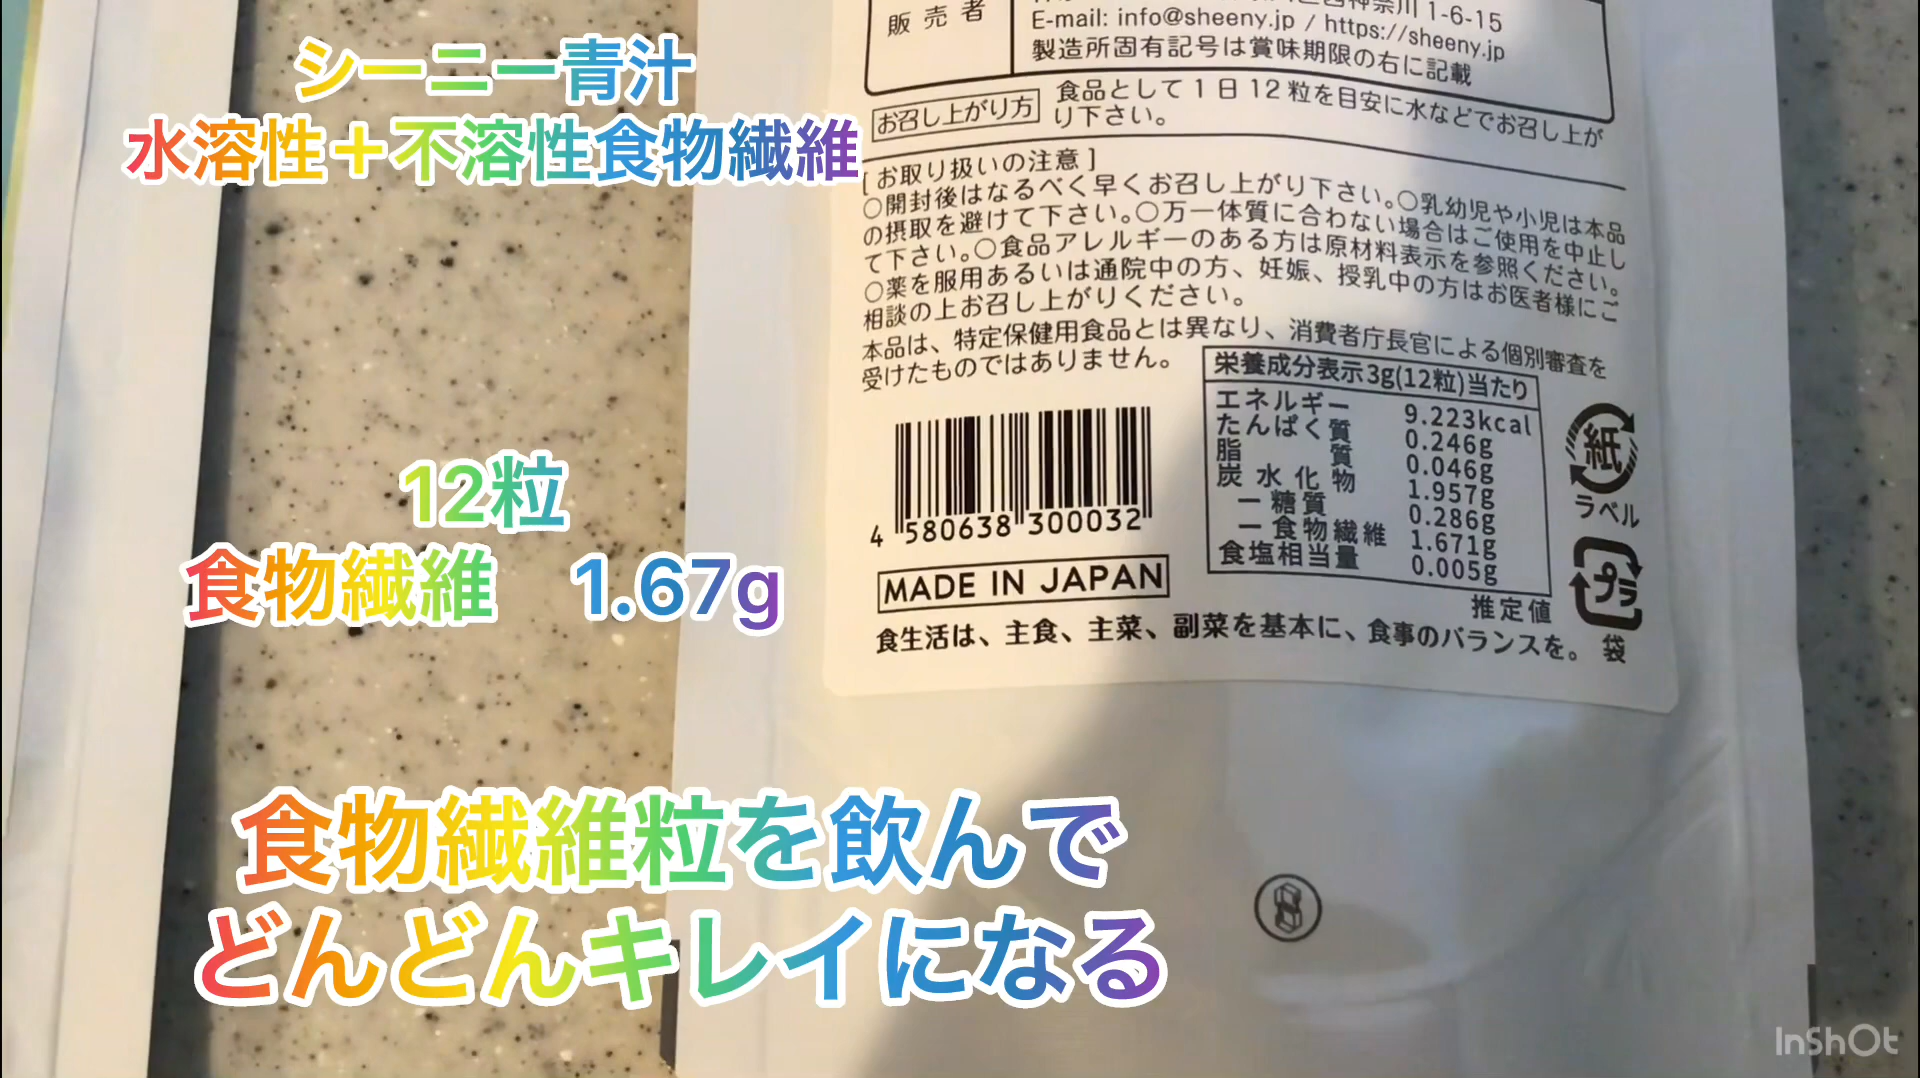 シーニー青汁
水溶性＋不溶性食物繊維
12粒
食物繊維 1.67g
食物繊維粒を飲んで
どんどんキレイになる
販売者
神奈川 1-6-15
E-mail: info@sheeny.jp / https://sheeny.jp
製造所固有記号は賞味期限の右に記載
お召し上がり方
食品として1日12粒を目安に水などでお召し上が
り下さい。
[お取り扱いの注意]
○開封後はなるべく早くお召し上がり下さい。○乳幼児や小児は本品
の摂取を避けて下さい。○万一体質に合わない場合はご使用を中止し
て下さい。○食品アレルギーのある方は原材料表示を参照ください。
○薬を服用あるいは通院中の方、妊娠、授乳中の方はお医者様にご
相談の上お召し上がりください。
本品は、特定保健用食品とは異なり、消費者庁長官による個別審査を
受けたものではありません。
栄養成分表示3g(12粒)当たり
エネルギー 9.223kcal
たんぱく質 0.246g
脂質 0.046g
炭水化物 1.957g
ー糖質 0.286g
ー食物繊維 1.671g
食塩相当量 0.005g
推定値
紙
ラベル
プラ
袋
4 580638 300032
MADE IN JAPAN
食生活は、主食、主菜、副菜を基本に、食事のバランスを。
InShOt